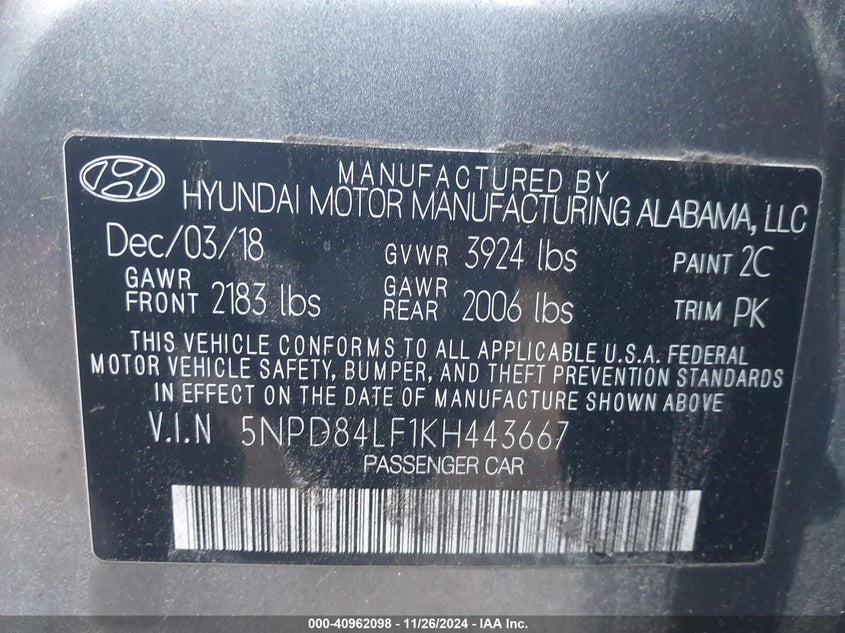 MANUFACTURED BY
HYUNDAI MOTOR MANUFACTURING ALABAMA, LLC
Dec/03/18 GVWR 3924 lbs PAINT 2C
GAWR FRONT 2183 lbs GAWR REAR 2006 lbs TRIM PK
THIS VEHICLE CONFORMS TO ALL APPLICABLE U.S.A. FEDERAL
MOTOR VEHICLE SAFETY, BUMPER, AND THEFT PREVENTION STANDARDS
IN EFFECT ON THE DATE OF MANUFACTURE SHOWN ABOVE
V.I.N 5NPD84LF1KH443667
PASSENGER CAR
000-40962098 - 11/26/2024 - IAA Inc.